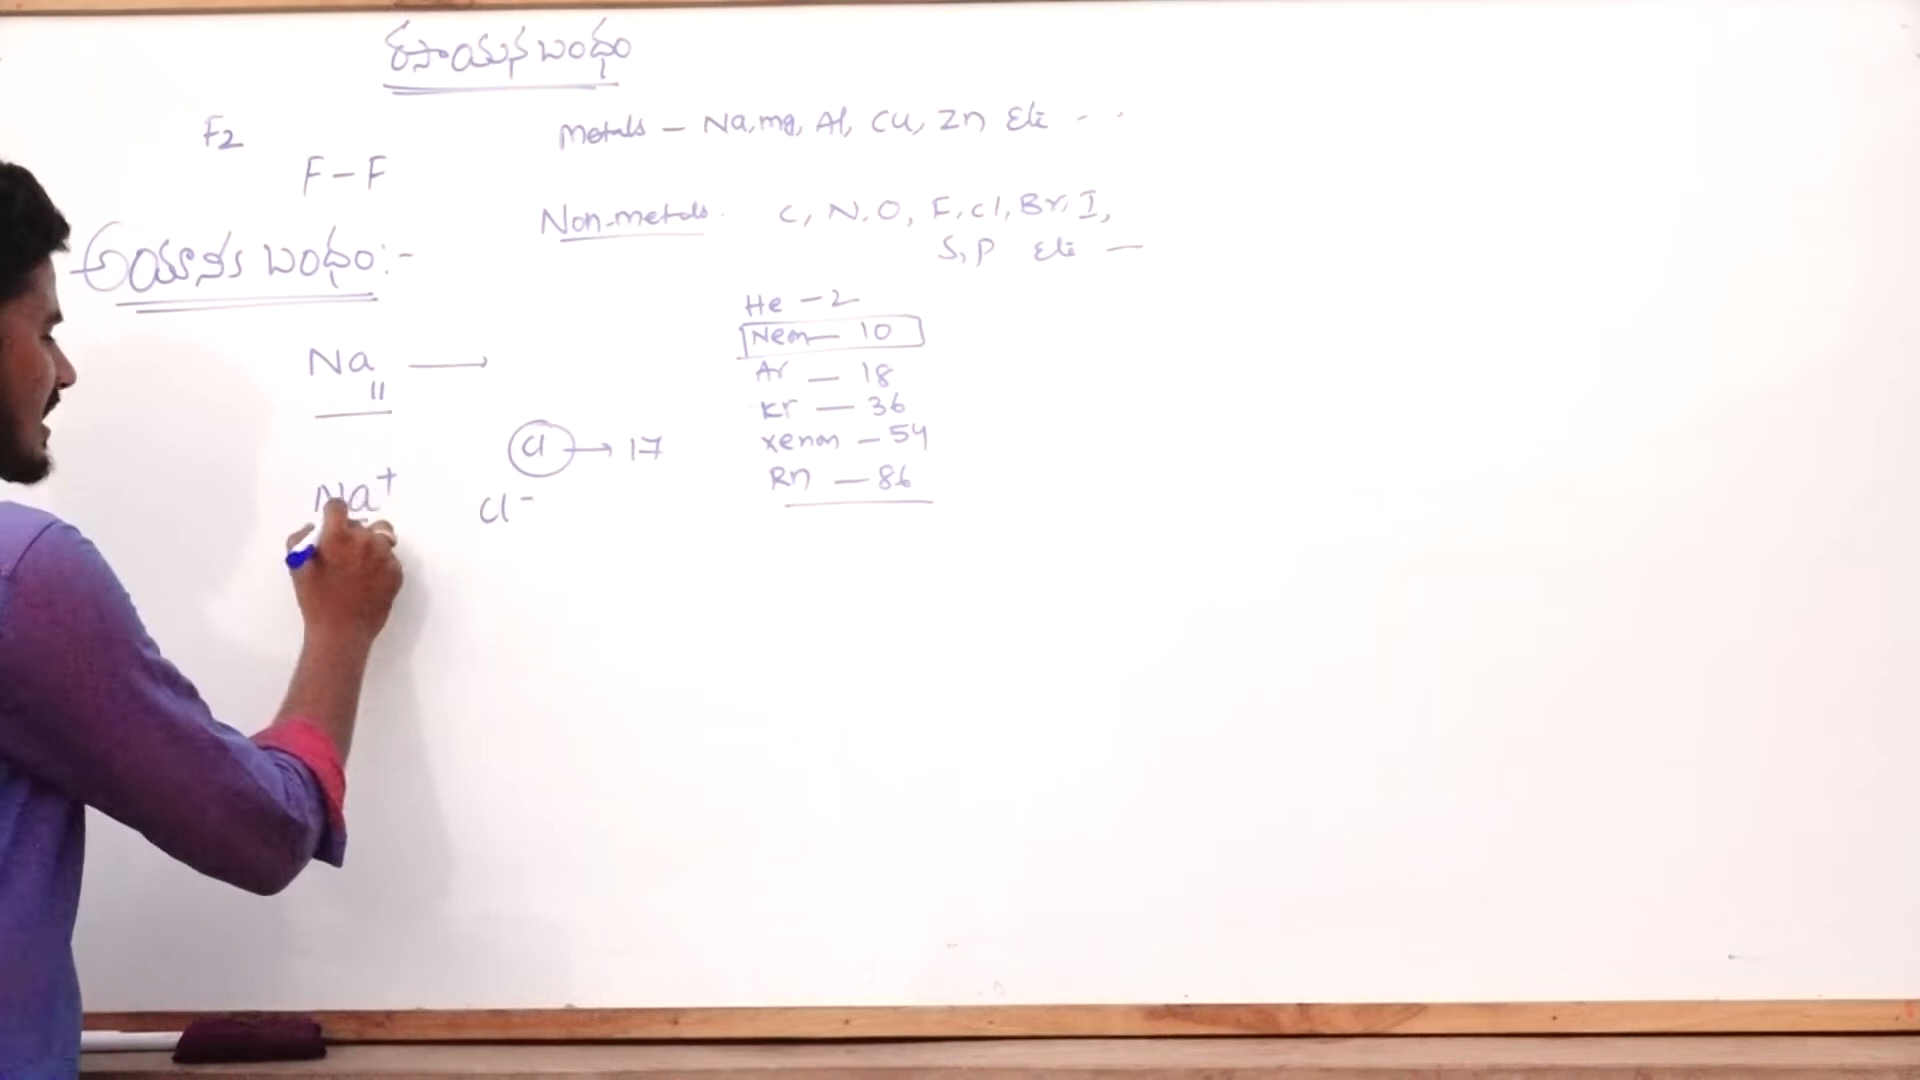 రసాయన బంధం
F2
F-F
Metals - Na, mg, Al, Cu, Zn Etc - - -
Non-metals. C, N, O, F, cl, Br, I,
S, P Etc —
అయానిక బంధం:-
He - 2
Neon - 10
Ar - 18
Kr - 36
Xenon - 54
Rn - 86
Na 11 →
Cl → 17
Na+ Cl-